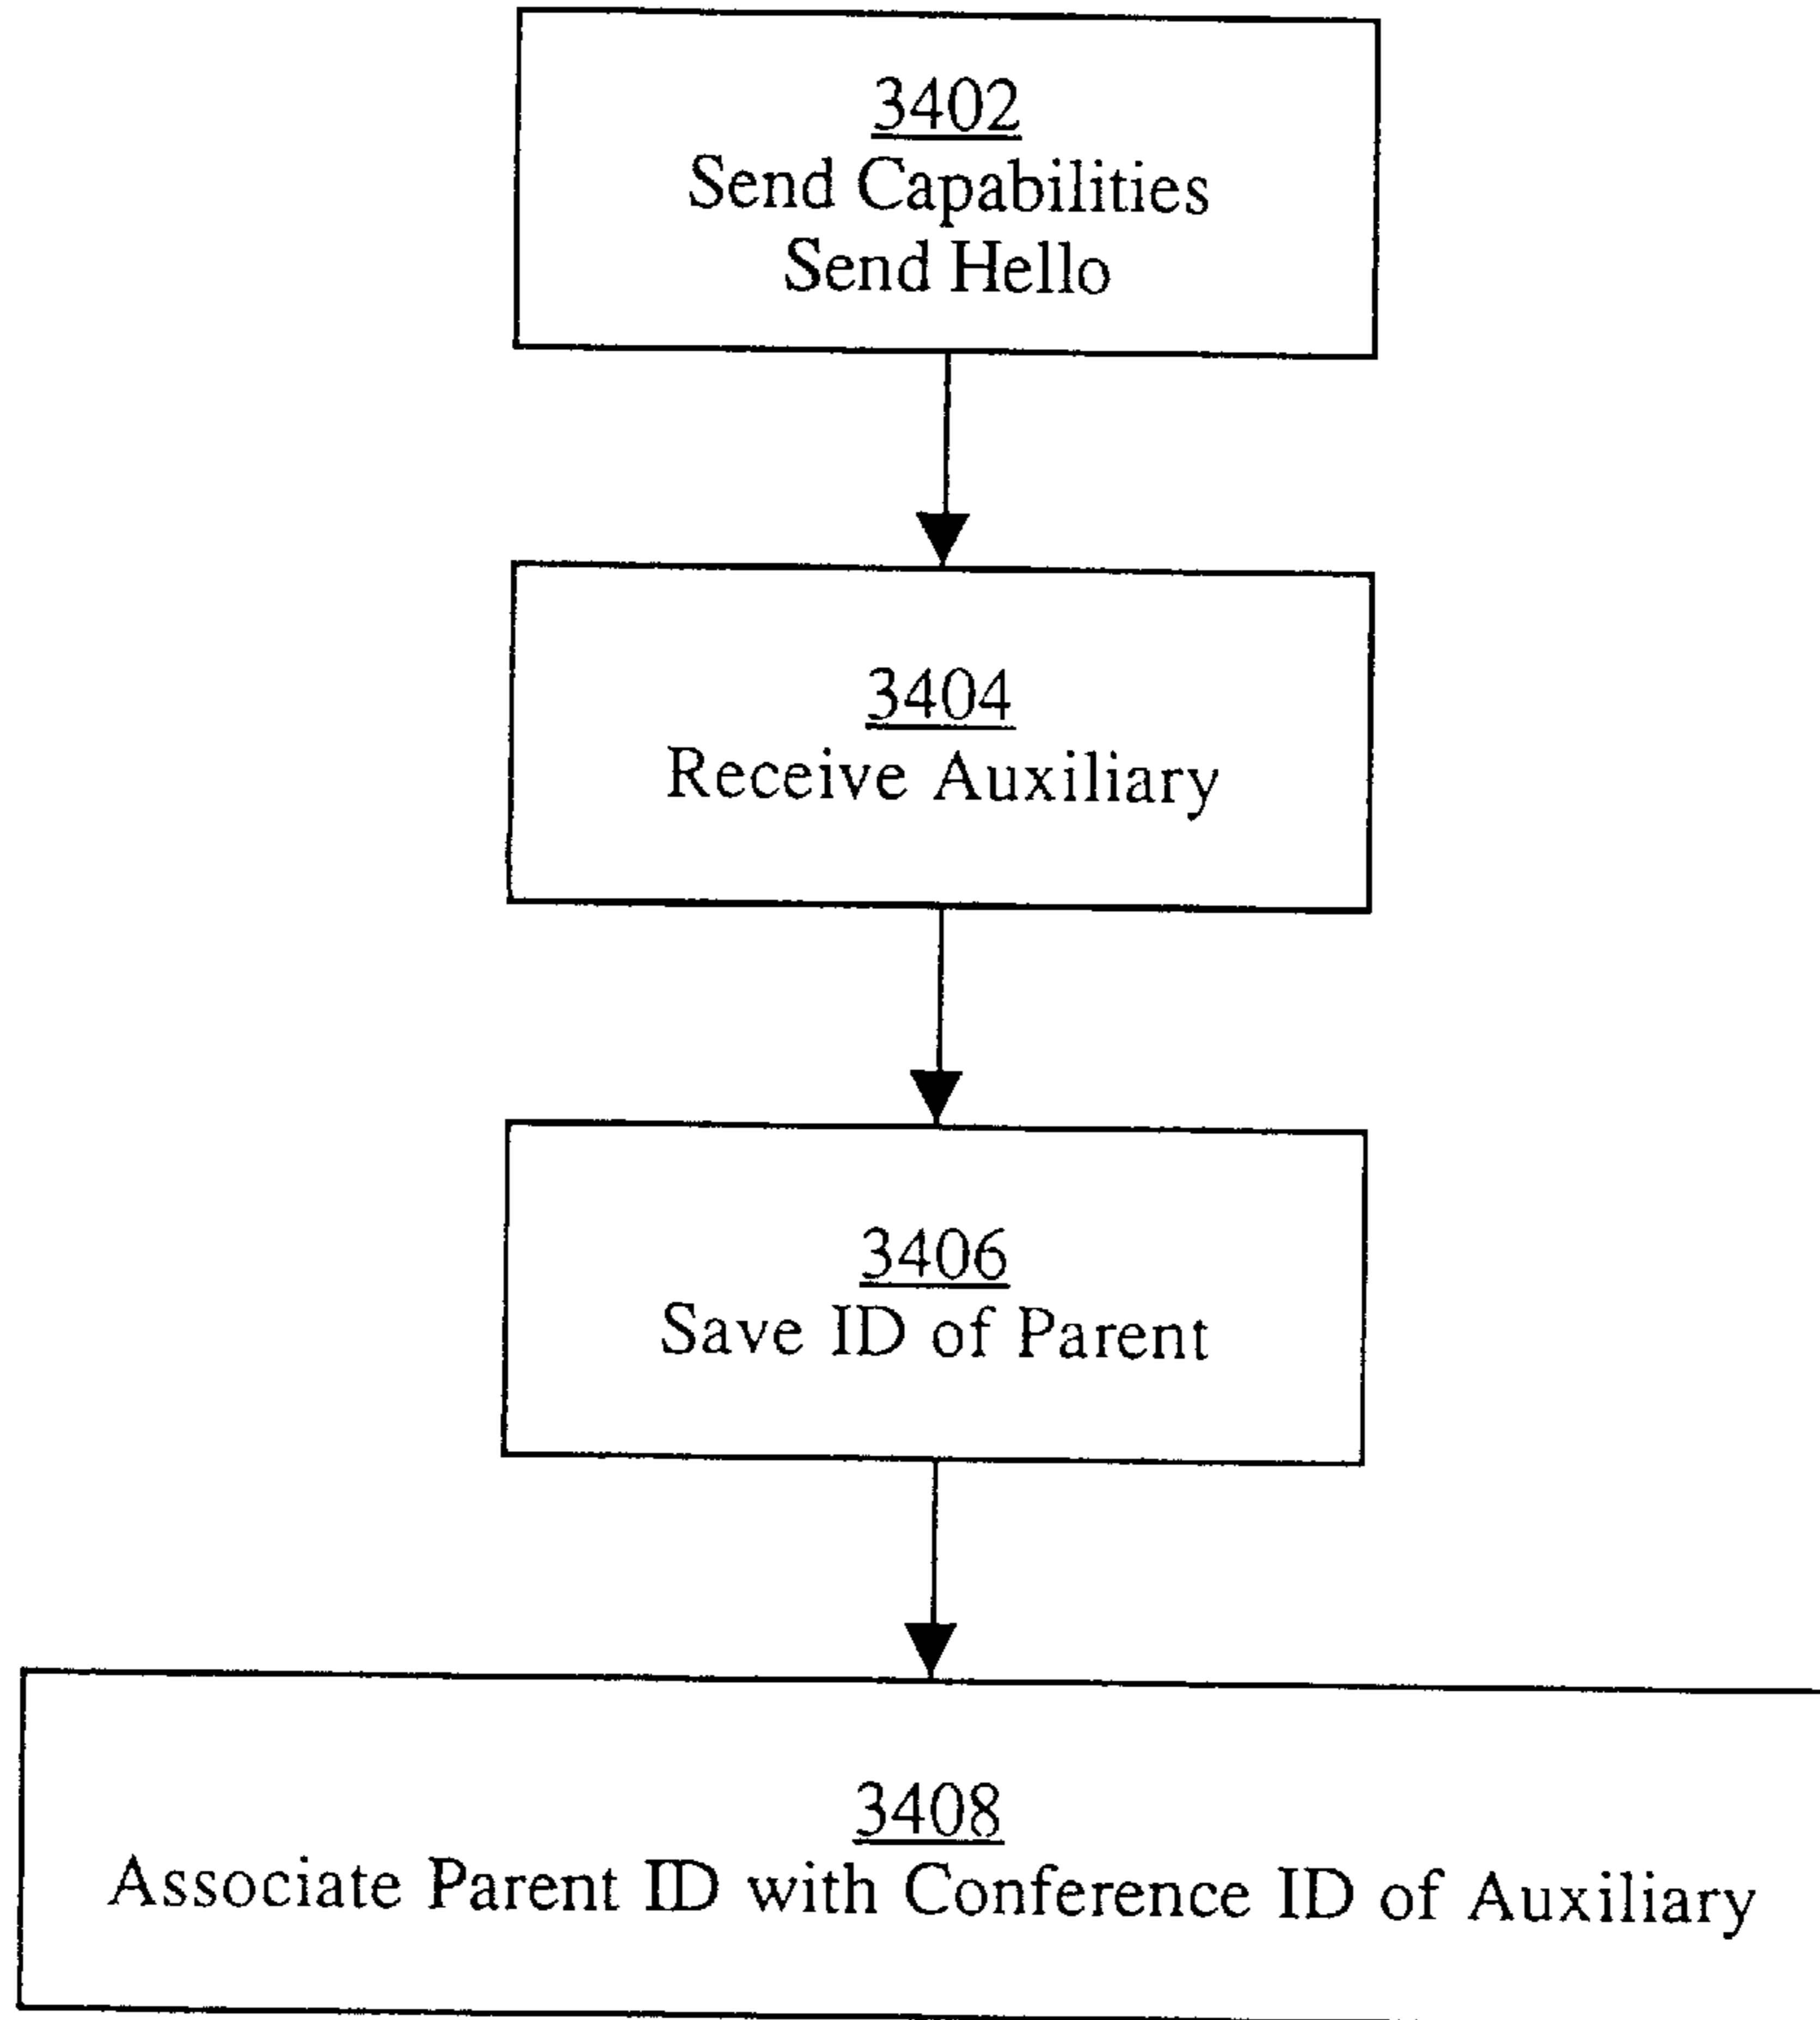 3402
Send Capabilities
Send Hello
3404
Receive Auxiliary
3406
Save ID of Parent
3408
Associate Parent ID with Conference ID of Auxiliary